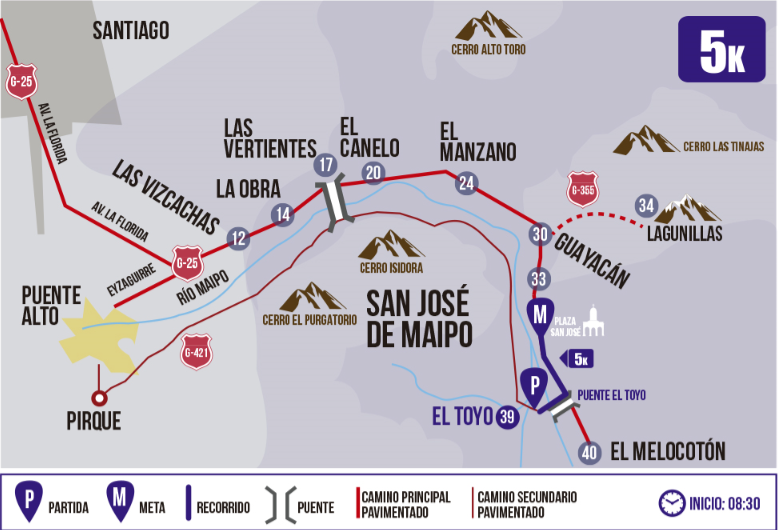 SANTIAGO
CERRO ALTO TORO
5K
G-25
AV. LA FLORIDA
LAS
VERTIENTES
17
EL
CANELO
20
EL
MANZANO
24
CERRO LAS TINAJAS
LAS VIZCACHAS
LA OBRA
14
12
G-355
34
LAGUNILLAS
30
GUAYACÁN
33
AV. LA FLORIDA
G-25
EYZAGUIRRE
RÍO MAIPO
CERRO ISIDORA
PUENTE
ALTO
CERRO EL PURGATORIO
SAN JOSÉ
DE MAIPO
M
PLAZA
SAN JOSÉ
G-421
5K
P
PUENTE EL TOYO
PIRQUE
EL TOYO 39
40 EL MELOCOTÓN
P PARTIDA
M META
RECORRIDO
PUENTE
CAMINO PRINCIPAL
PAVIMENTADO
CAMINO SECUNDARIO
PAVIMENTADO
INICIO: 08:30